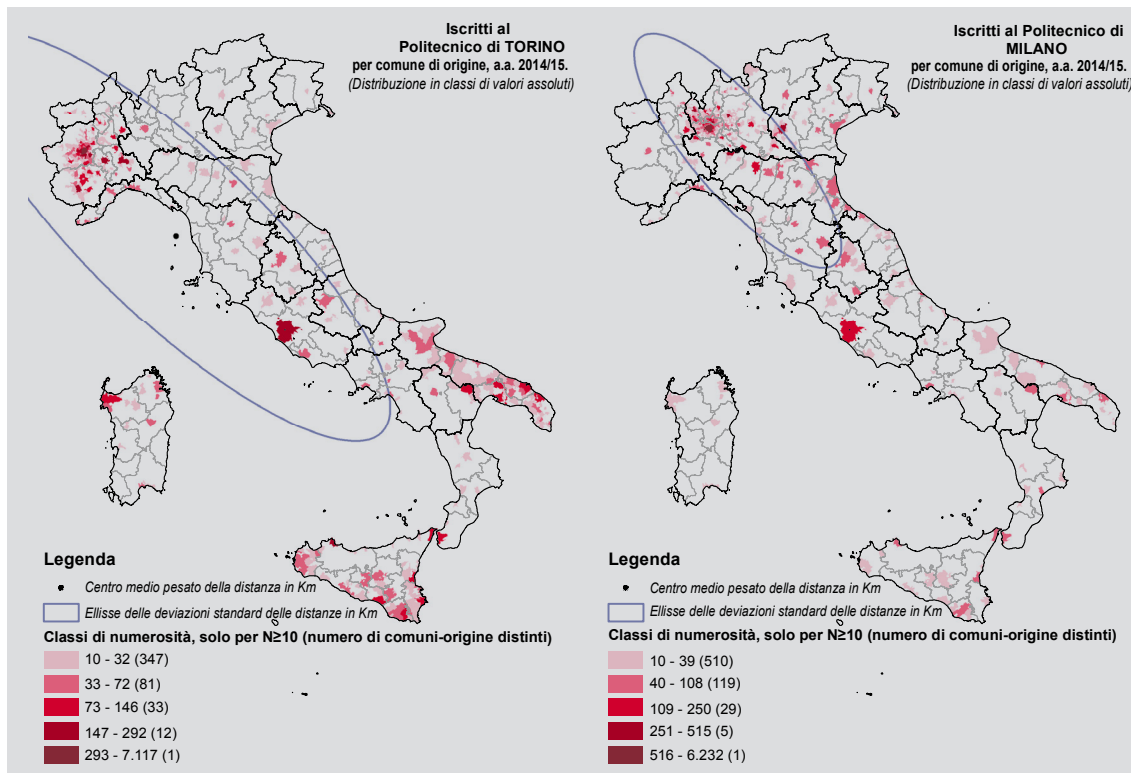 Iscritti al
Politecnico di TORINO
per comune di origine, a.a. 2014/15.
(Distribuzione in classi di valori assoluti)
Legenda
Centro medio pesato della distanza in Km
Ellisse delle deviazioni standard delle distanze in Km
Classi di numerosità, solo per N≥10 (numero di comuni-origine distinti)
10 - 32 (347)
33 - 72 (81)
73 - 146 (33)
147 - 292 (12)
293 - 7.117 (1)
Iscritti al Politecnico di
MILANO
per comune di origine, a.a. 2014/15.
(Distribuzione in classi di valori assoluti)
Legenda
Centro medio pesato della distanza in Km
Ellisse delle deviazioni standard delle distanze in Km
Classi di numerosità, solo per N≥10 (numero di comuni-origine distinti)
10 - 39 (510)
40 - 108 (119)
109 - 250 (29)
251 - 515 (5)
516 - 6.232 (1)